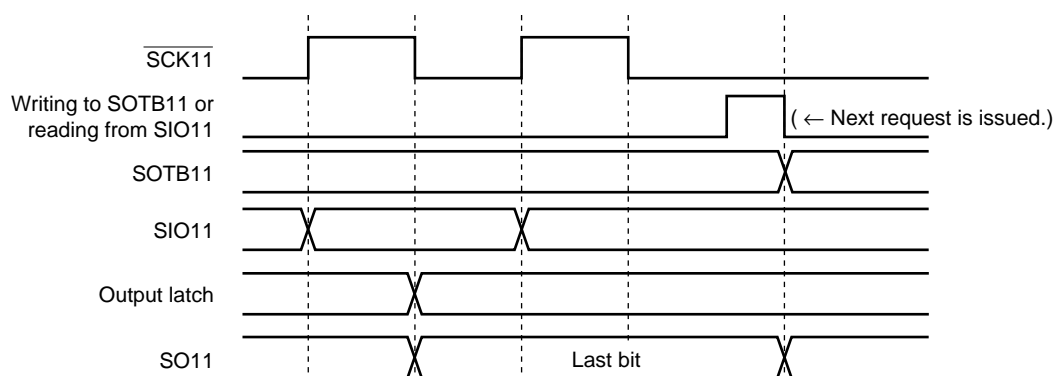 SCK11
Writing to SOTB11 or
reading from SIO11
( ← Next request is issued.)
SOTB11
SIO11
Output latch
SO11
Last bit